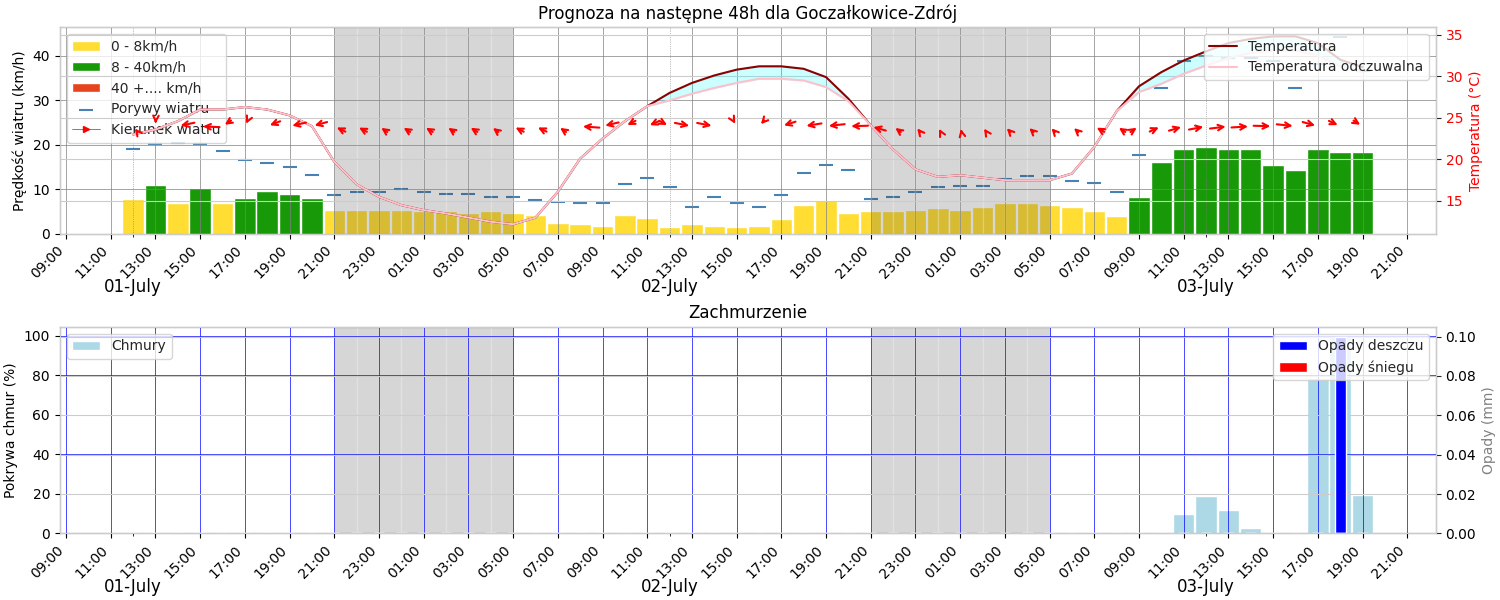 Prognoza na następne 48h dla Goczałkowice-Zdrój
Prędkość wiatru (km/h)
40
30
20
10
0
0 - 8km/h
8 - 40km/h
40 +.... km/h
Porywy wiatru
Kierunek wiatru
Temperatura
Temperatura odczuwalna
35
30
25
20
15
Temperatura (°C)
09:00 11:00 13:00 15:00 17:00 19:00 21:00 23:00 01:00 03:00 05:00 07:00 09:00 11:00 13:00 15:00 17:00 19:00 21:00 23:00 01:00 03:00 05:00 07:00 09:00 11:00 13:00 15:00 17:00 19:00 21:00
01-July 02-July 03-July
Zachmurzenie
Pokrywa chmur (%)
100
80
60
40
20
0
Chmury
Opady deszczu
Opady śniegu
0.10
0.08
0.06
0.04
0.02
0.00
Opady (mm)
09:00 11:00 13:00 15:00 17:00 19:00 21:00 23:00 01:00 03:00 05:00 07:00 09:00 11:00 13:00 15:00 17:00 19:00 21:00 23:00 01:00 03:00 05:00 07:00 09:00 11:00 13:00 15:00 17:00 19:00 21:00
01-July 02-July 03-July